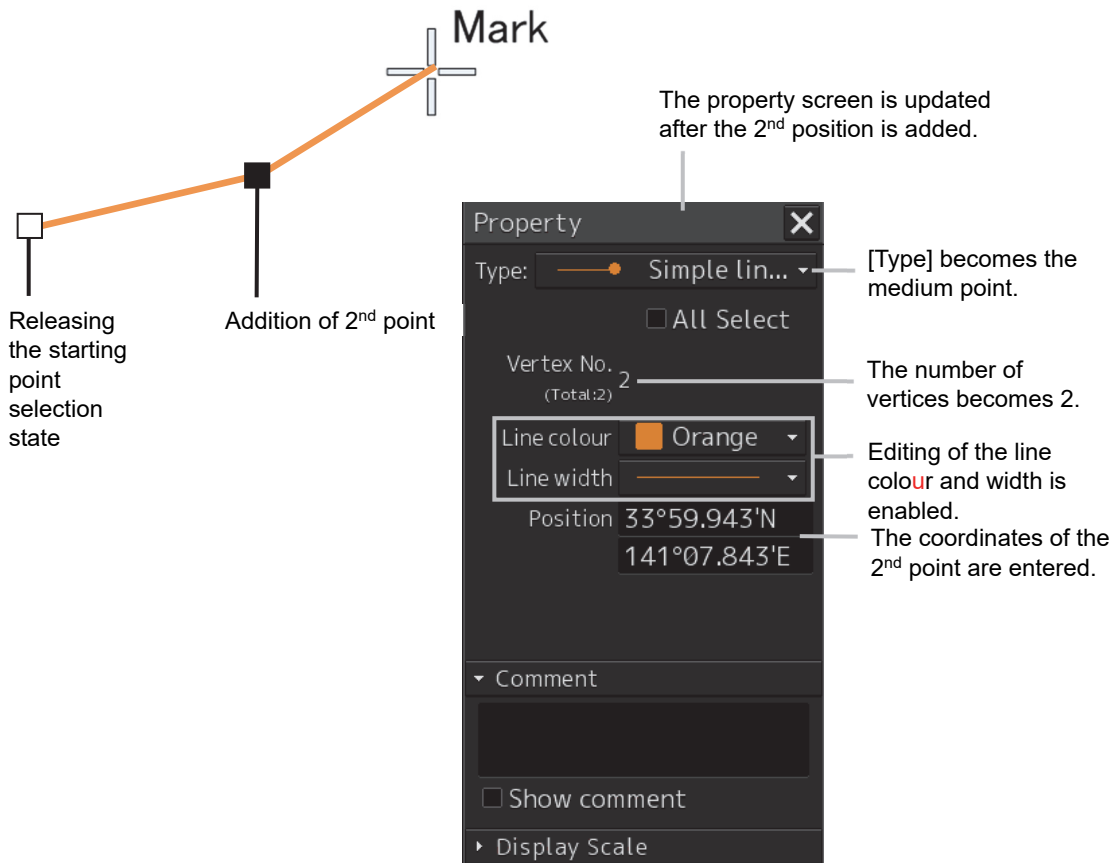 Mark
The property screen is updated
after the 2nd position is added.
Releasing
the starting
point
selection
state
Addition of 2nd point
Property
Type: Simple lin...
All Select
Vertex No.
(Total:2)
2
Line colour Orange
Line width
Position 33°59.943'N
141°07.843'E
Comment
Show comment
Display Scale
[Type] becomes the
medium point.
The number of
vertices becomes 2.
Editing of the line
colour and width is
enabled.
The coordinates of the
2nd point are entered.